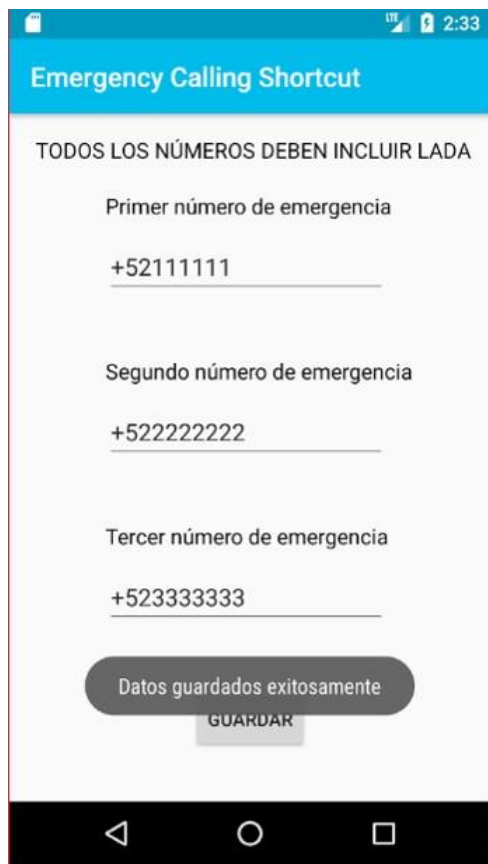 LTE 2:33
Emergency Calling Shortcut
TODOS LOS NÚMEROS DEBEN INCLUIR LADA
Primer número de emergencia
+52111111
Segundo número de emergencia
+522222222
Tercer número de emergencia
+523333333
Datos guardados exitosamente
GUARDAR